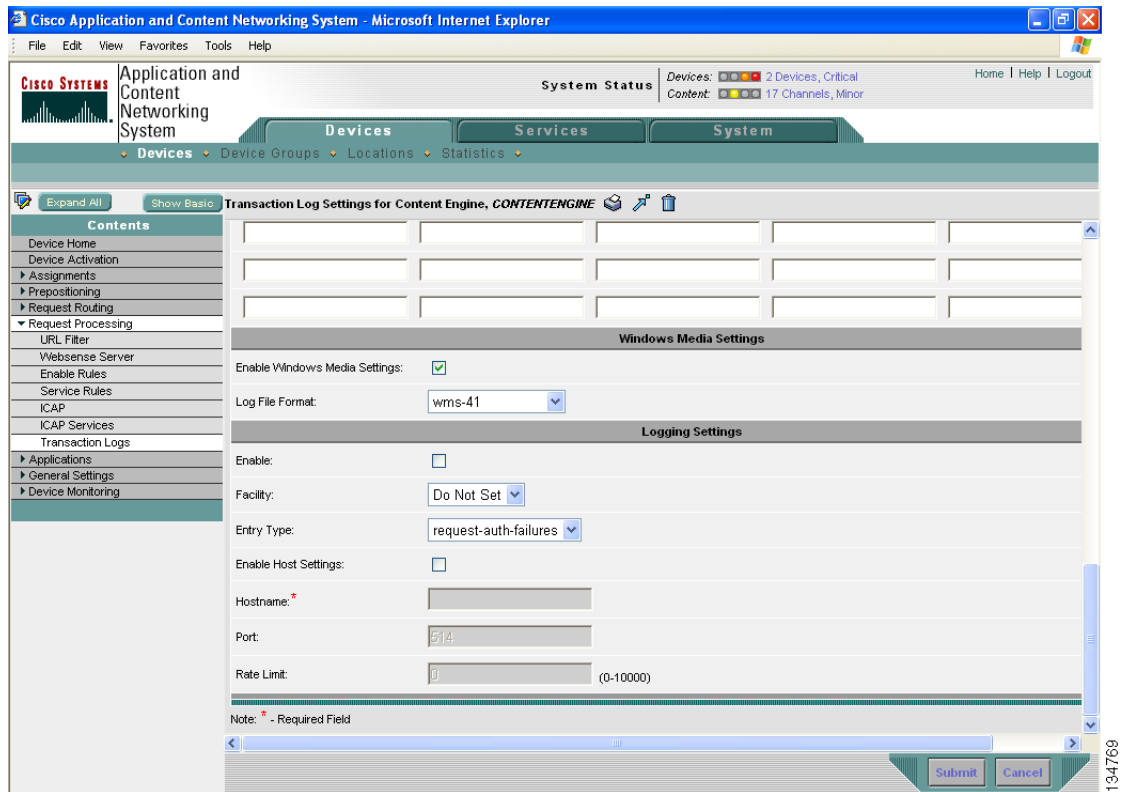 Cisco Application and Content Networking System - Microsoft Internet Explorer
File Edit View Favorites Tools Help
CISCO SYSTEMS
Application and
Content
Networking
System
System Status
Devices: 2 Devices, Critical
Content: 17 Channels, Minor
Home | Help | Logout
Devices Services System
Devices Device Groups Locations Statistics
Expand All Show Basic
Transaction Log Settings for Content Engine, CONTENTENGINE
Contents
Device Home
Device Activation
Assignments
Prepositioning
Request Routing
Request Processing
URL Filter
Websense Server
Enable Rules
Service Rules
ICAP
ICAP Services
Transaction Logs
Applications
General Settings
Device Monitoring
Windows Media Settings
Enable Windows Media Settings:
Log File Format: wms-41
Logging Settings
Enable:
Facility: Do Not Set
Entry Type: request-auth-failures
Enable Host Settings:
Hostname:*
Port: 514
Rate Limit: 0 (0-10000)
Note: * - Required Field
Submit Cancel
134769